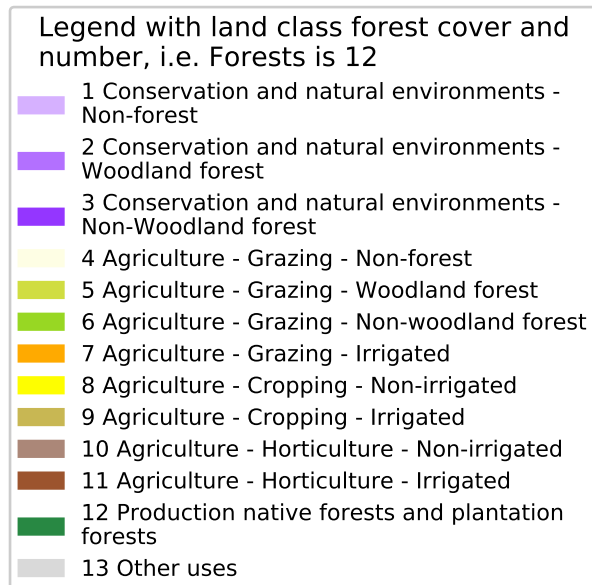 Legend with land class forest cover and
number, i.e. Forests is 12
1 Conservation and natural environments -
Non-forest
2 Conservation and natural environments -
Woodland forest
3 Conservation and natural environments -
Non-Woodland forest
4 Agriculture - Grazing - Non-forest
5 Agriculture - Grazing - Woodland forest
6 Agriculture - Grazing - Non-woodland forest
7 Agriculture - Grazing - Irrigated
8 Agriculture - Cropping - Non-irrigated
9 Agriculture - Cropping - Irrigated
10 Agriculture - Horticulture - Non-irrigated
11 Agriculture - Horticulture - Irrigated
12 Production native forests and plantation
forests
13 Other uses